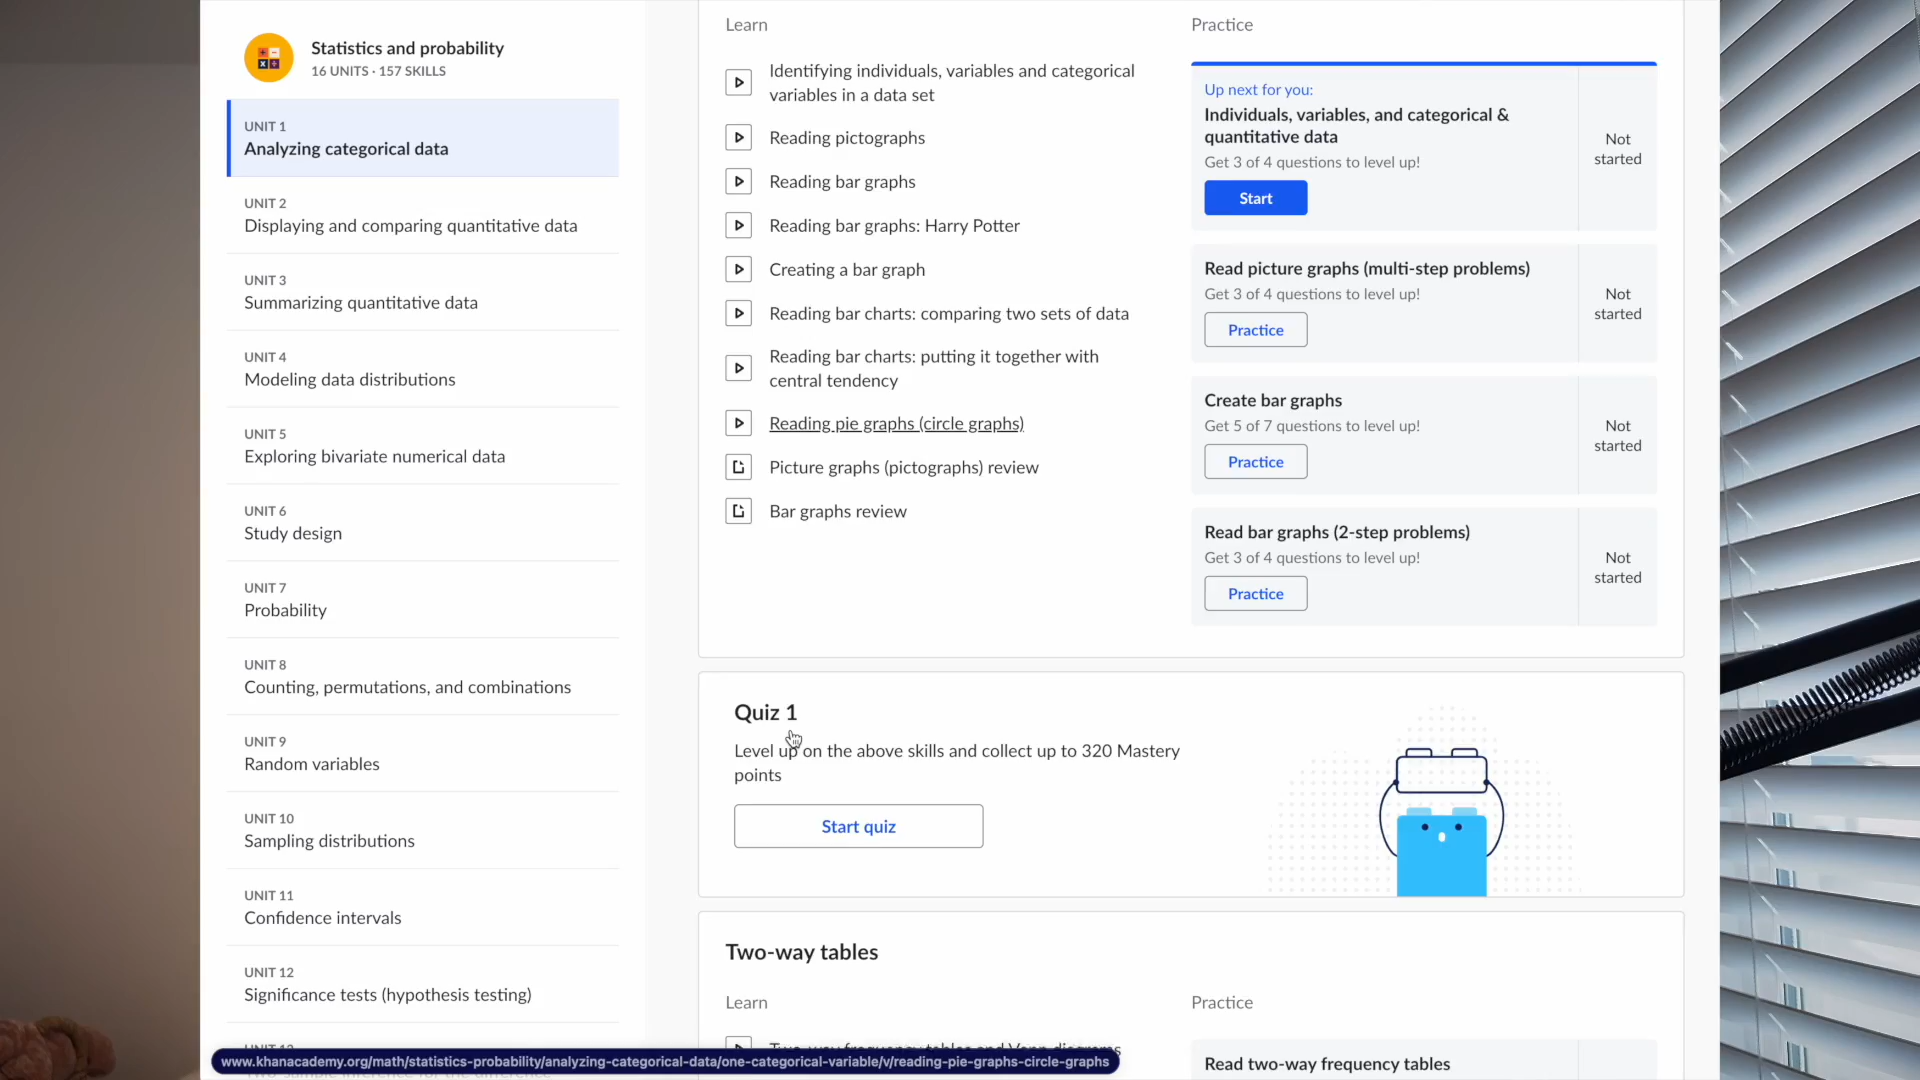 Statistics and probability
16 UNITS · 157 SKILLS
UNIT 1
Analyzing categorical data
UNIT 2
Displaying and comparing quantitative data
UNIT 3
Summarizing quantitative data
UNIT 4
Modeling data distributions
UNIT 5
Exploring bivariate numerical data
UNIT 6
Study design
UNIT 7
Probability
UNIT 8
Counting, permutations, and combinations
UNIT 9
Random variables
UNIT 10
Sampling distributions
UNIT 11
Confidence intervals
UNIT 12
Significance tests (hypothesis testing)
UNIT 13
Learn
Identifying individuals, variables and categorical
variables in a data set
Reading pictographs
Reading bar graphs
Reading bar graphs: Harry Potter
Creating a bar graph
Reading bar charts: comparing two sets of data
Reading bar charts: putting it together with
central tendency
Reading pie graphs (circle graphs)
Picture graphs (pictographs) review
Bar graphs review
Practice
Up next for you:
Individuals, variables, and categorical &
quantitative data
Get 3 of 4 questions to level up!
Start
Not
started
Read picture graphs (multi-step problems)
Get 3 of 4 questions to level up!
Practice
Not
started
Create bar graphs
Get 5 of 7 questions to level up!
Practice
Not
started
Read bar graphs (2-step problems)
Get 3 of 4 questions to level up!
Practice
Not
started
Quiz 1
Level up on the above skills and collect up to 320 Mastery
points
Start quiz
Two-way tables
Learn
Two-way frequency tables and Venn diagrams
Practice
Read two-way frequency tables
www.khanacademy.org/math/statistics-probability/analyzing-categorical-data/one-categorical-variable/v/reading-pie-graphs-circle-graphs